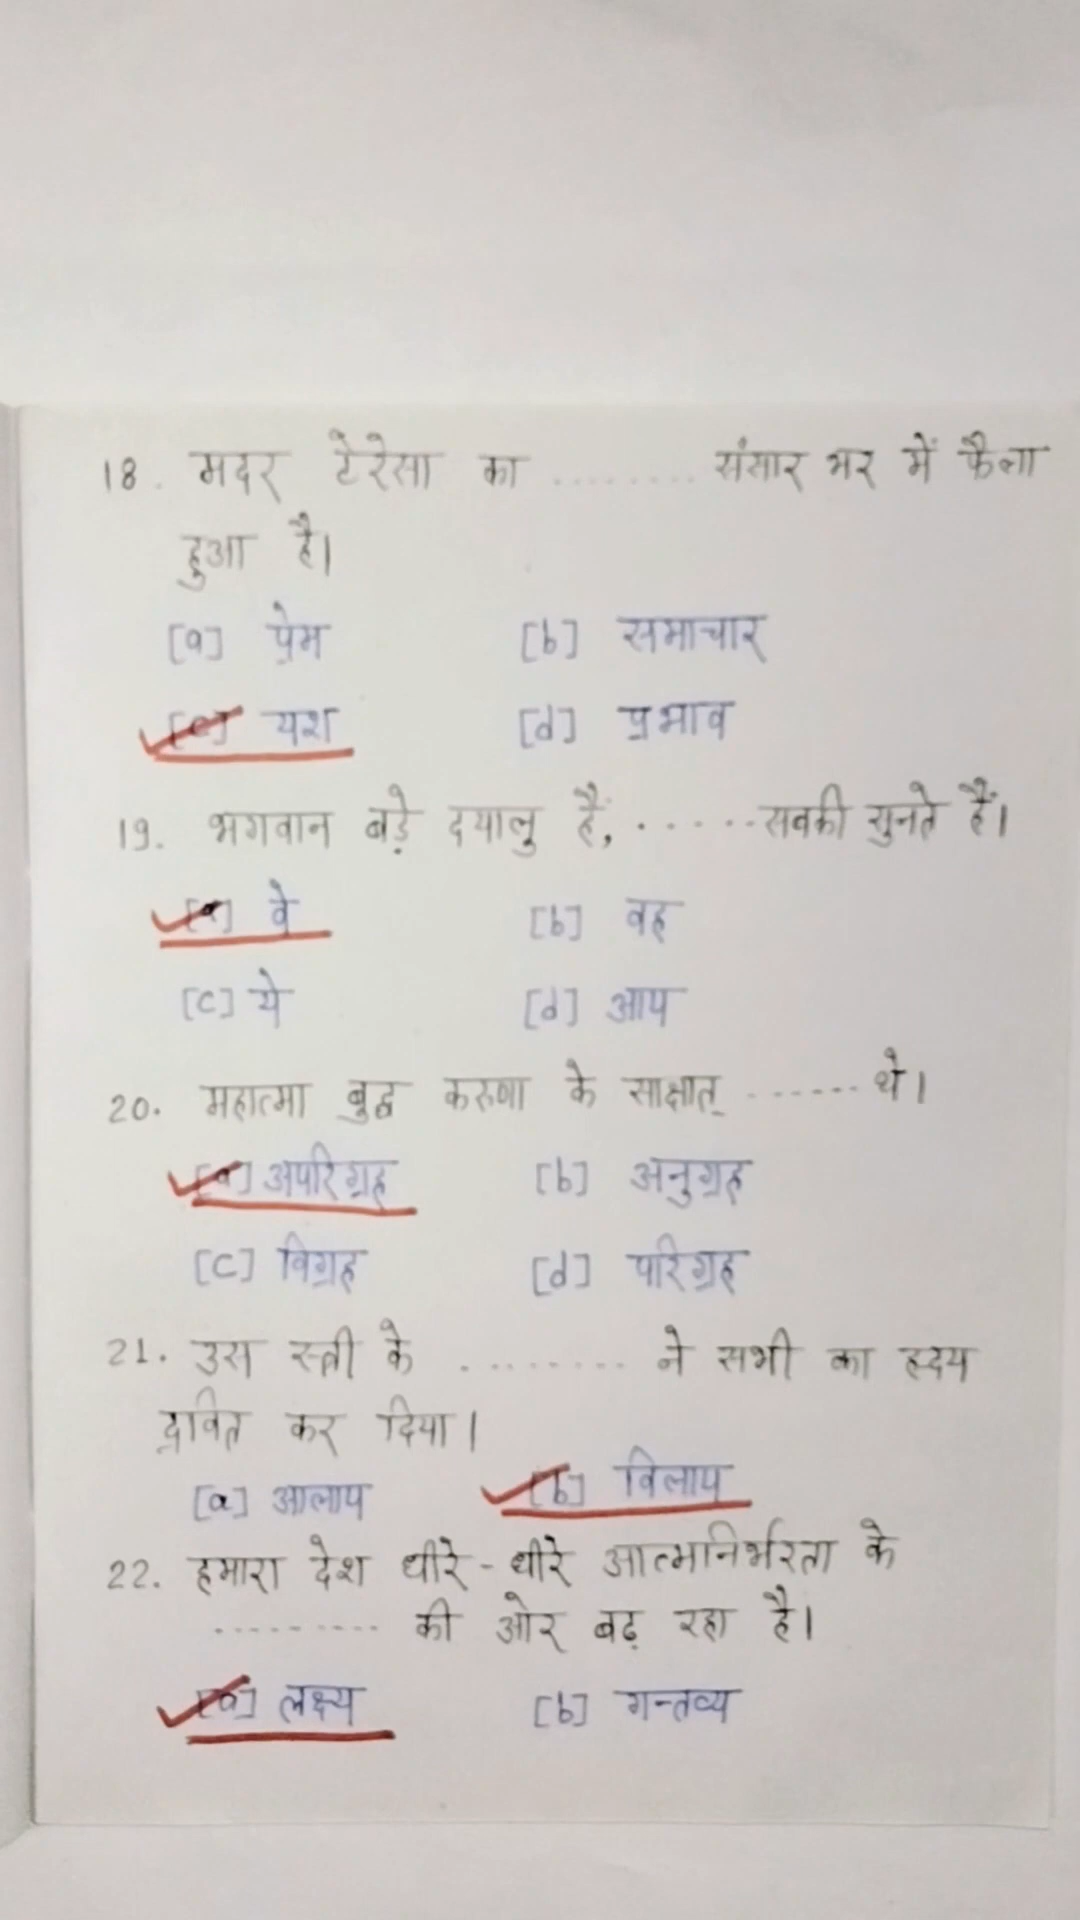 18. मदर टेरेसा का ........ संसार भर में फैला
हुआ है।
[a] प्रेम [b] समाचार
[c] यश [d] प्रभाव
19. भगवान बड़े दयालु हैं, ...... सबकी सुनते हैं।
[a] वे [b] वह
[c] ये [d] आप
20. महात्मा बुद्ध करुणा के साक्षात् ...... थे।
[a] अपरिग्रह [b] अनुग्रह
[c] विग्रह [d] परिग्रह
21. उस स्त्री के ........ ने सभी का हृदय
द्रवित कर दिया।
[a] आलाप [b] विलाप
22. हमारा देश धीरे-धीरे आत्मनिर्भरता के
......... की ओर बढ़ रहा है।
[a] लक्ष्य [b] गन्तव्य